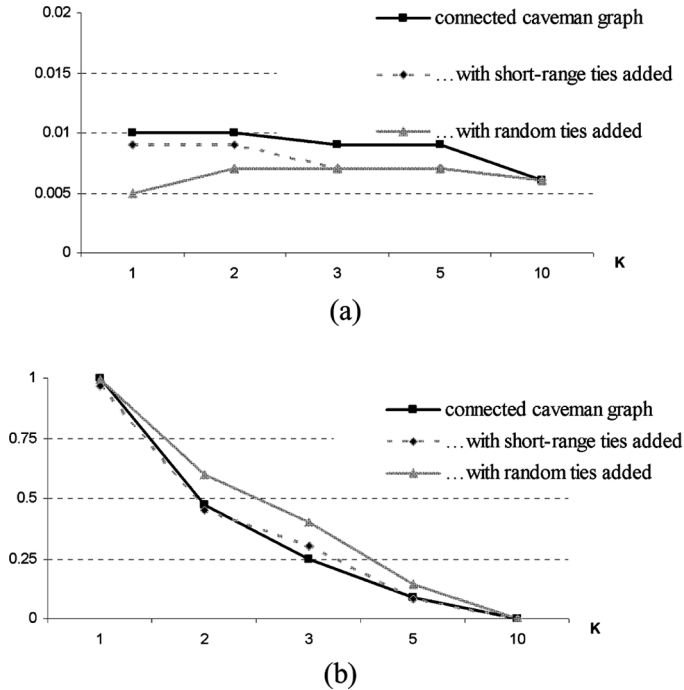 0.02
0.015
0.01
0.005
0
1 2 3 5 10
K
connected caveman graph
…with short-range ties added
…with random ties added
(a)
1
0.75
0.5
0.25
0
1 2 3 5 10
K
connected caveman graph
…with short-range ties added
…with random ties added
(b)